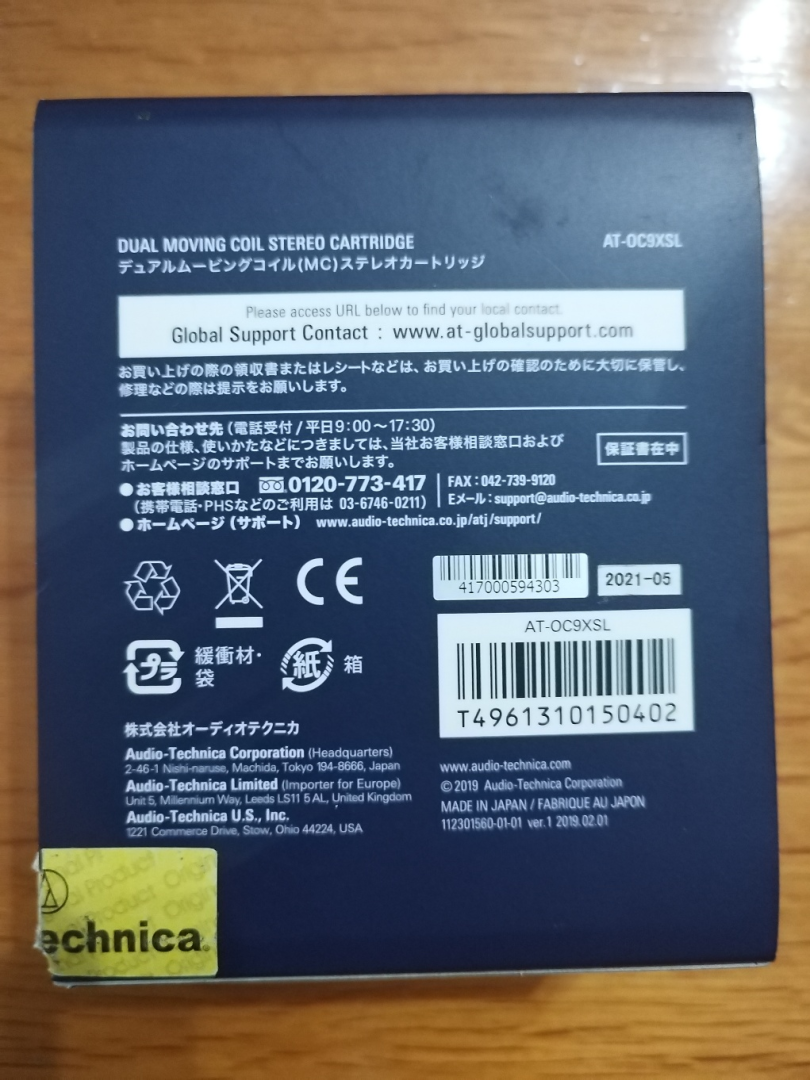 DUAL MOVING COIL STEREO CARTRIDGE AT-OC9XSL
デュアルムービングコイル(MC)ステレオカートリッジ
Please access URL below to find your local contact.
Global Support Contact : www.at-globalsupport.com
お買い上げの際の領収書またはレシートなどは、お買い上げの確認のために大切に保管し、
修理などの際は提示をお願いします。
お問い合わせ先（電話受付/平日9：00～17：30）
製品の仕様、使いかたなどにつきましては、当社お客様相談窓口および
ホームページのサポートまでお願いします。
保証書在中
●お客様相談窓口 0120-773-417
（携帯電話・PHSなどのご利用は 03-6746-0211）
FAX：042-739-9120
Eメール：support@audio-technica.co.jp
●ホームページ（サポート） www.audio-technica.co.jp/atj/support/
CE
417000594303
2021-05
プラ 緩衝材・
袋
紙 箱
AT-OC9XSL
T4961310150402
株式会社オーディオテクニカ
Audio-Technica Corporation (Headquarters)
2-46-1 Nishi-naruse, Machida, Tokyo 194-8666, Japan
Audio-Technica Limited (Importer for Europe)
Unit 5, Millennium Way, Leeds LS11 5AL, United Kingdom
Audio-Technica U.S., Inc.
1221 Commerce Drive, Stow, Ohio 44224, USA
www.audio-technica.com
©2019 Audio-Technica Corporation
MADE IN JAPAN / FABRIQUE AU JAPON
112301560-01-01 ver.1 2019.02.01
echnica.